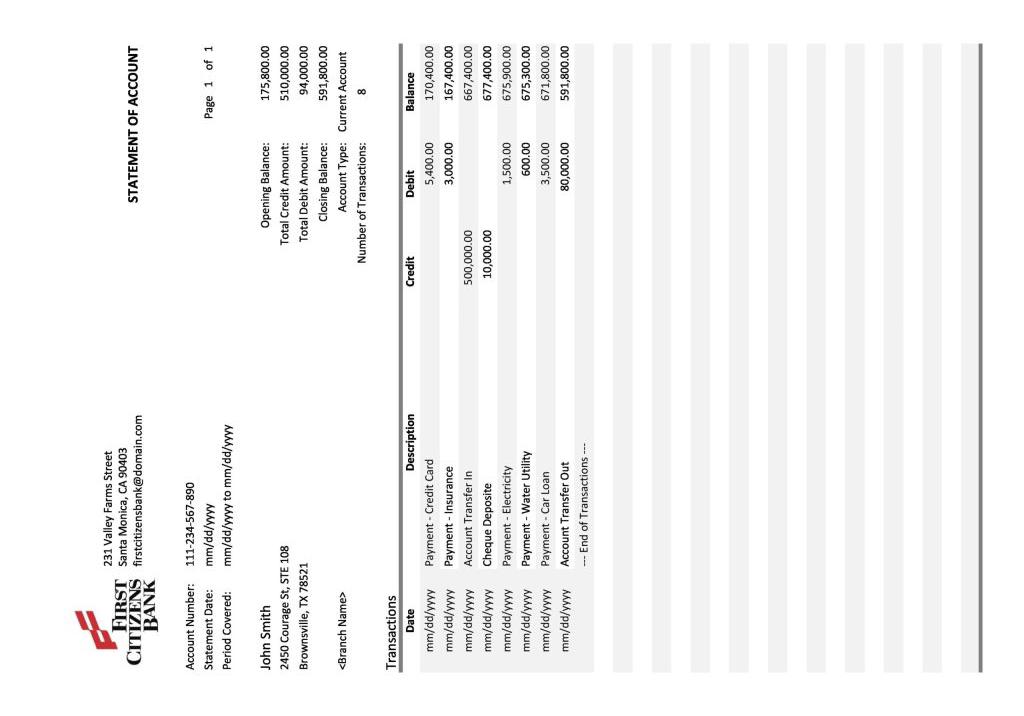 FIRST
CITIZENS
BANK
231 Valley Farms Street
Santa Monica, CA 90403
firstcitizensbank@domain.com
STATEMENT OF ACCOUNT
Account Number: 111-234-567-890
Statement Date: mm/dd/yyyy Page 1 of 1
Period Covered: mm/dd/yyyy to mm/dd/yyyy
John Smith Opening Balance: 175,800.00
2450 Courage St, STE 108 Total Credit Amount: 510,000.00
Brownsville, TX 78521 Total Debit Amount: 94,000.00
Closing Balance: 591,800.00
<Branch Name> Account Type: Current Account
Number of Transactions: 8
Transactions
Date Description Credit Debit Balance
mm/dd/yyyy Payment - Credit Card 5,400.00 170,400.00
mm/dd/yyyy Payment - Insurance 3,000.00 167,400.00
mm/dd/yyyy Account Transfer In 500,000.00 667,400.00
mm/dd/yyyy Cheque Deposite 10,000.00 677,400.00
mm/dd/yyyy Payment - Electricity 1,500.00 675,900.00
mm/dd/yyyy Payment - Water Utility 600.00 675,300.00
mm/dd/yyyy Payment - Car Loan 3,500.00 671,800.00
mm/dd/yyyy Account Transfer Out 80,000.00 591,800.00
--- End of Transactions ---